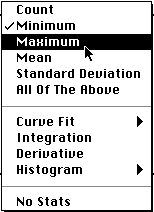 Count
Minimum
Maximum
Mean
Standard Deviation
All Of The Above
Curve Fit
Integration
Derivative
Histogram
No Stats